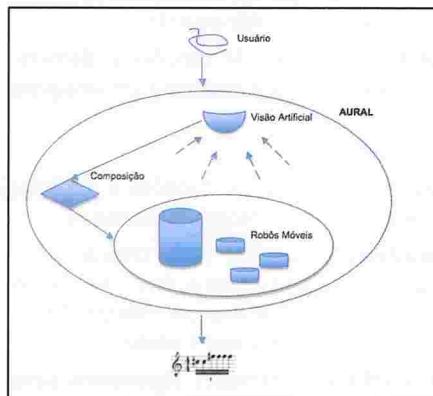 Usuário
Visão Artificial
AURAL
Composição
Robôs Móveis